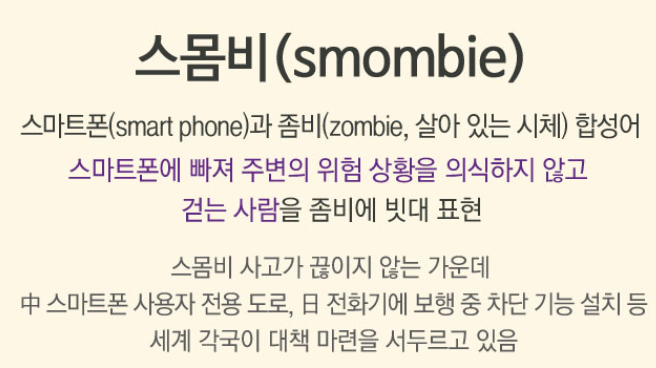 스몸비(smombie)
스마트폰(smart phone)과 좀비(zombie, 살아 있는 시체) 합성어
스마트폰에 빠져 주변의 위험 상황을 의식하지 않고
걷는 사람을 좀비에 빗대 표현
스몸비 사고가 끊이지 않는 가운데
中 스마트폰 사용자 전용 도로, 日 전화기에 보행 중 차단 기능 설치 등
세계 각국이 대책 마련을 서두르고 있음